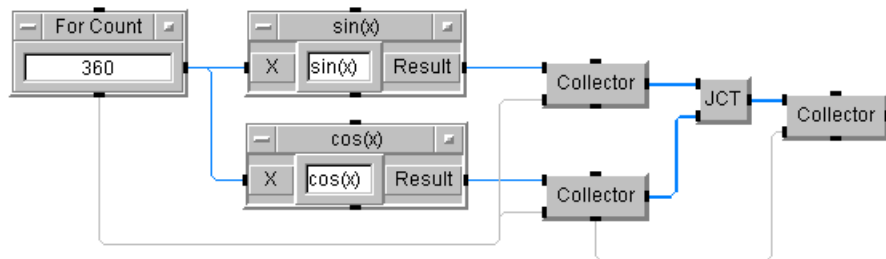 For Count
360
sin(x)
X
sin(x)
Result
cos(x)
X
cos(x)
Result
Collector
Collector
JCT
Collector